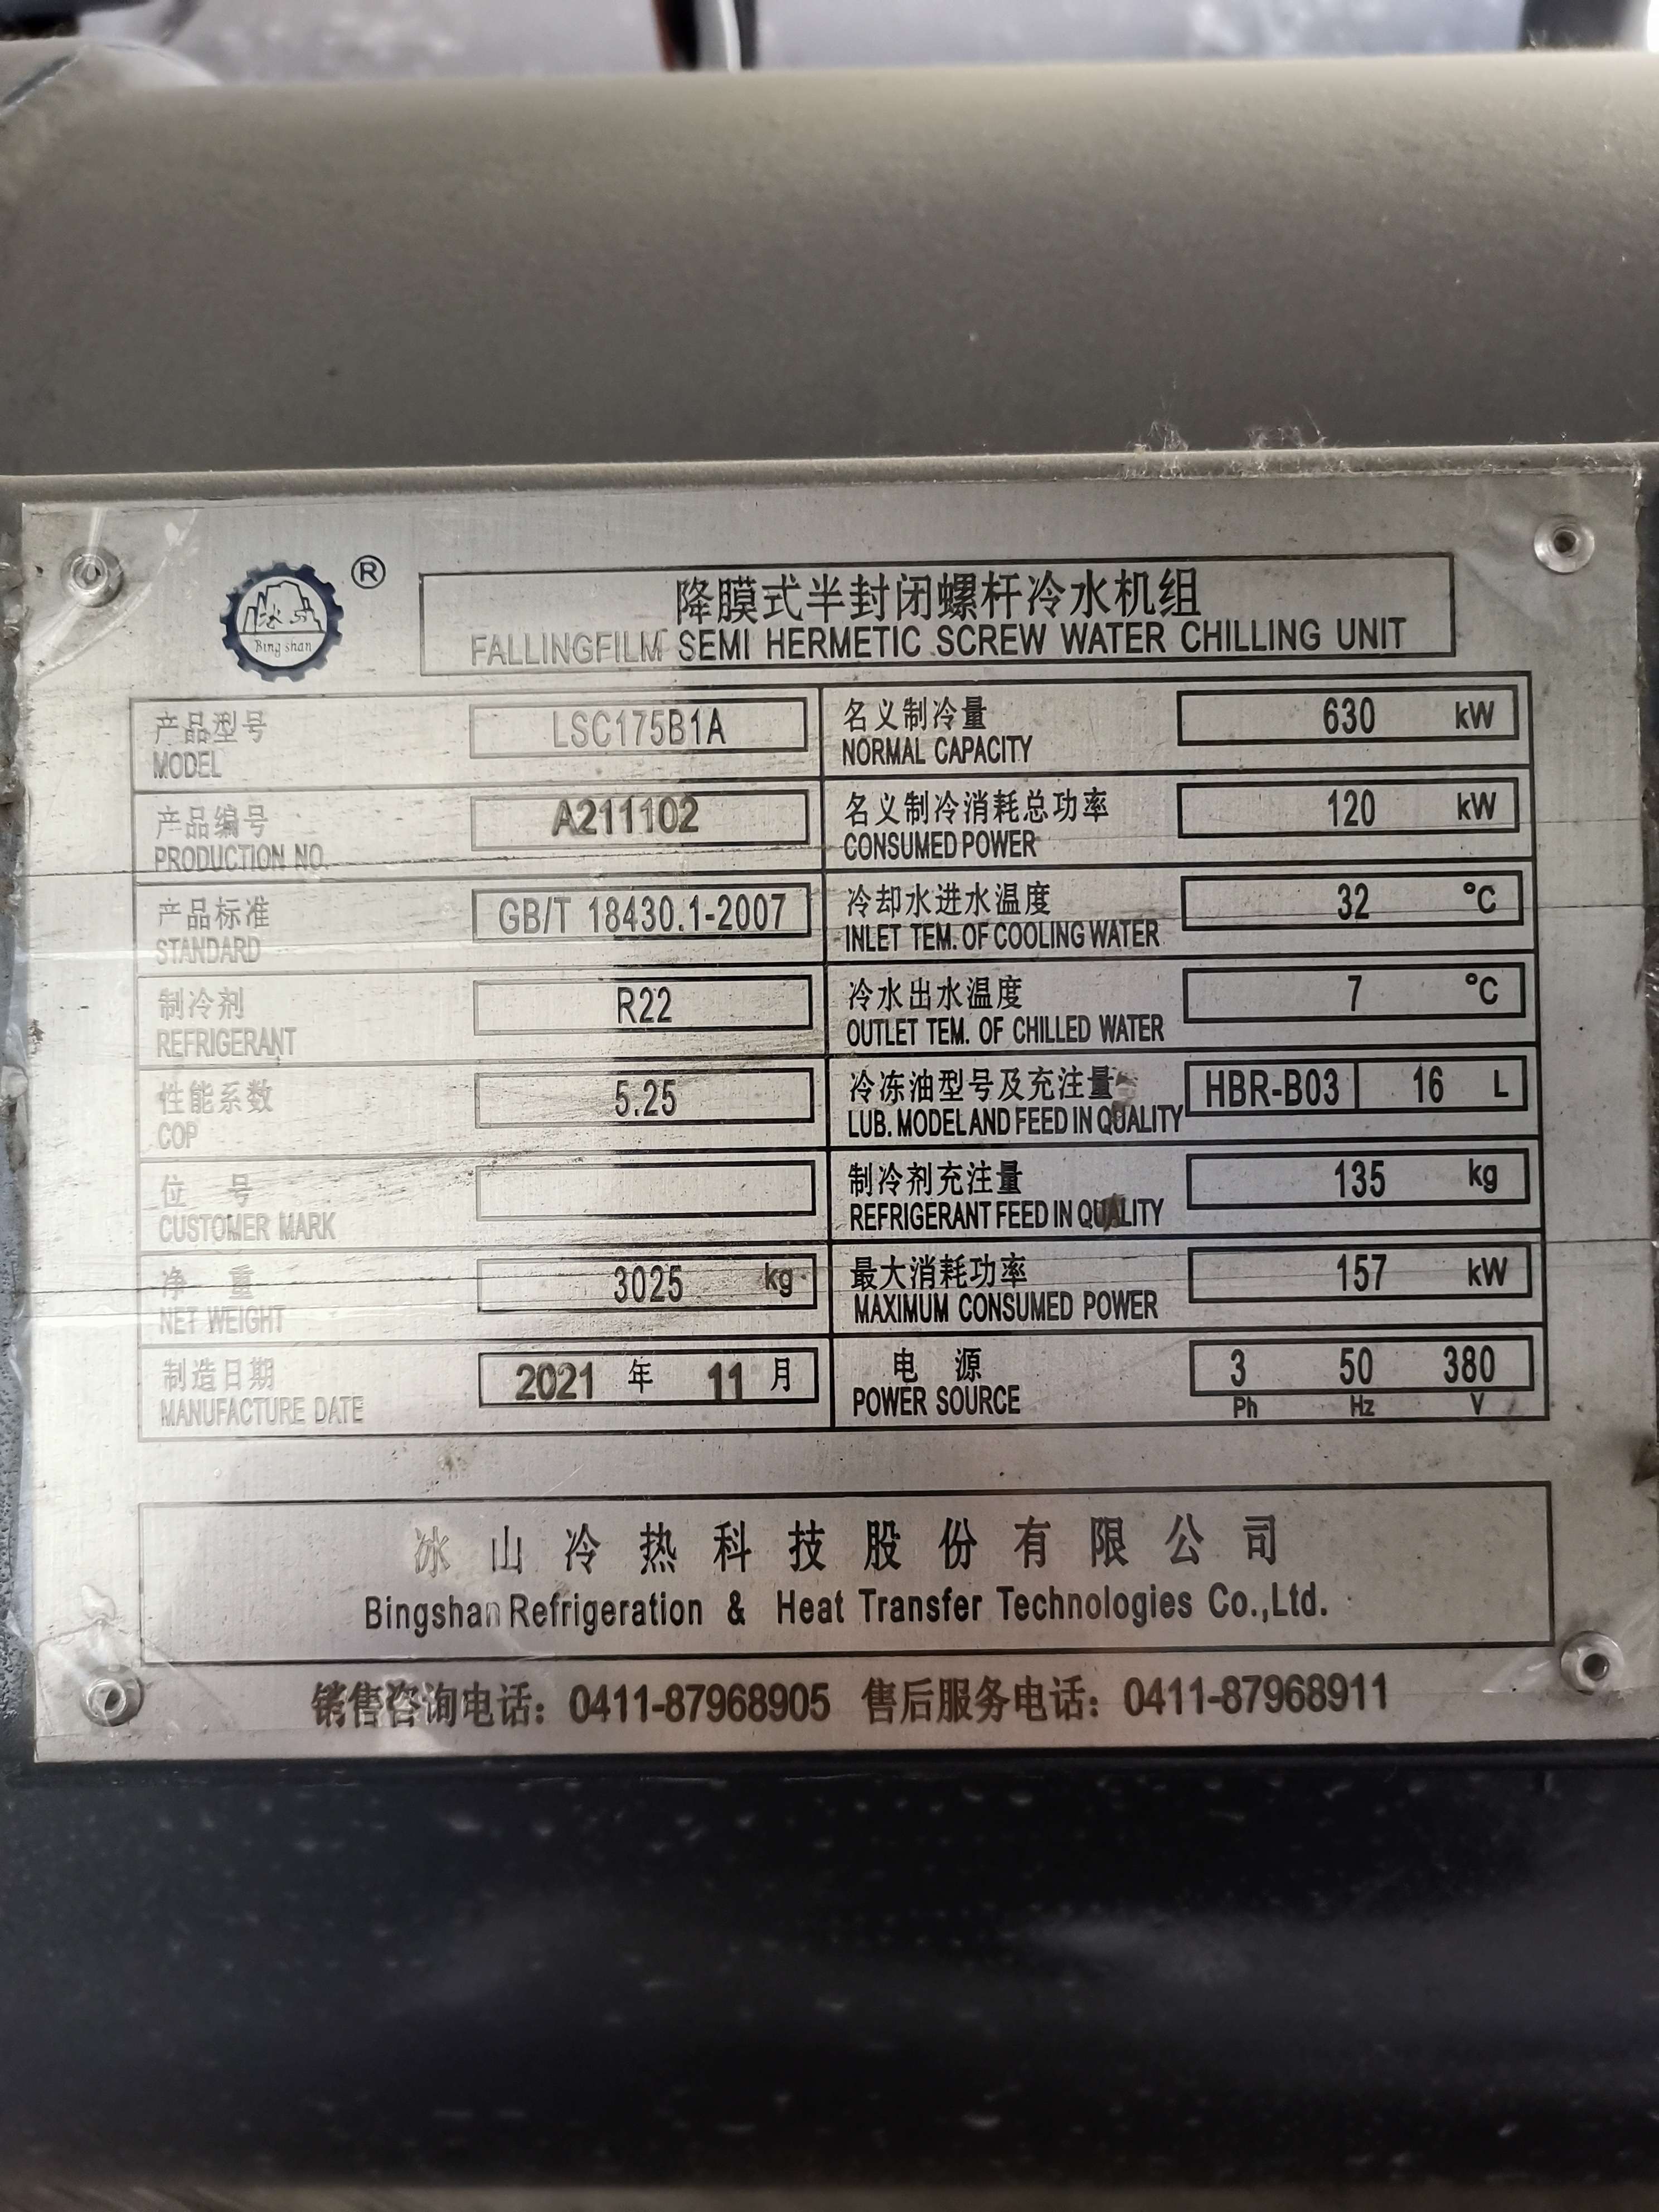 冰山
Bing shan
®
降膜式半封闭螺杆冷水机组
FALLINGFILM SEMI HERMETIC SCREW WATER CHILLING UNIT
产品型号 LSC175B1A
MODEL
产品编号 A211102
PRODUCTION NO.
产品标准 GB/T 18430.1-2007
STANDARD
制冷剂 R22
REFRIGERANT
性能系数 5.25
COP
位 号
CUSTOMER MARK
净 重 3025 kg
NET WEIGHT
制造日期 2021 年 11 月
MANUFACTURE DATE
名义制冷量 630 kW
NORMAL CAPACITY
名义制冷消耗总功率 120 kW
CONSUMED POWER
冷却水进水温度 32 °C
INLET TEM. OF COOLING WATER
冷水出水温度 7 °C
OUTLET TEM. OF CHILLED WATER
冷冻油型号及充注量 HBR-B03 16 L
LUB. MODEL AND FEED IN QUALITY
制冷剂充注量 135 kg
REFRIGERANT FEED IN QUALITY
最大消耗功率 157 kW
MAXIMUM CONSUMED POWER
电 源 3 50 380
POWER SOURCE Ph Hz V
冰山冷热科技股份有限公司
Bingshan Refrigeration & Heat Transfer Technologies Co.,Ltd.
销售咨询电话：0411-87968905 售后服务电话：0411-87968911